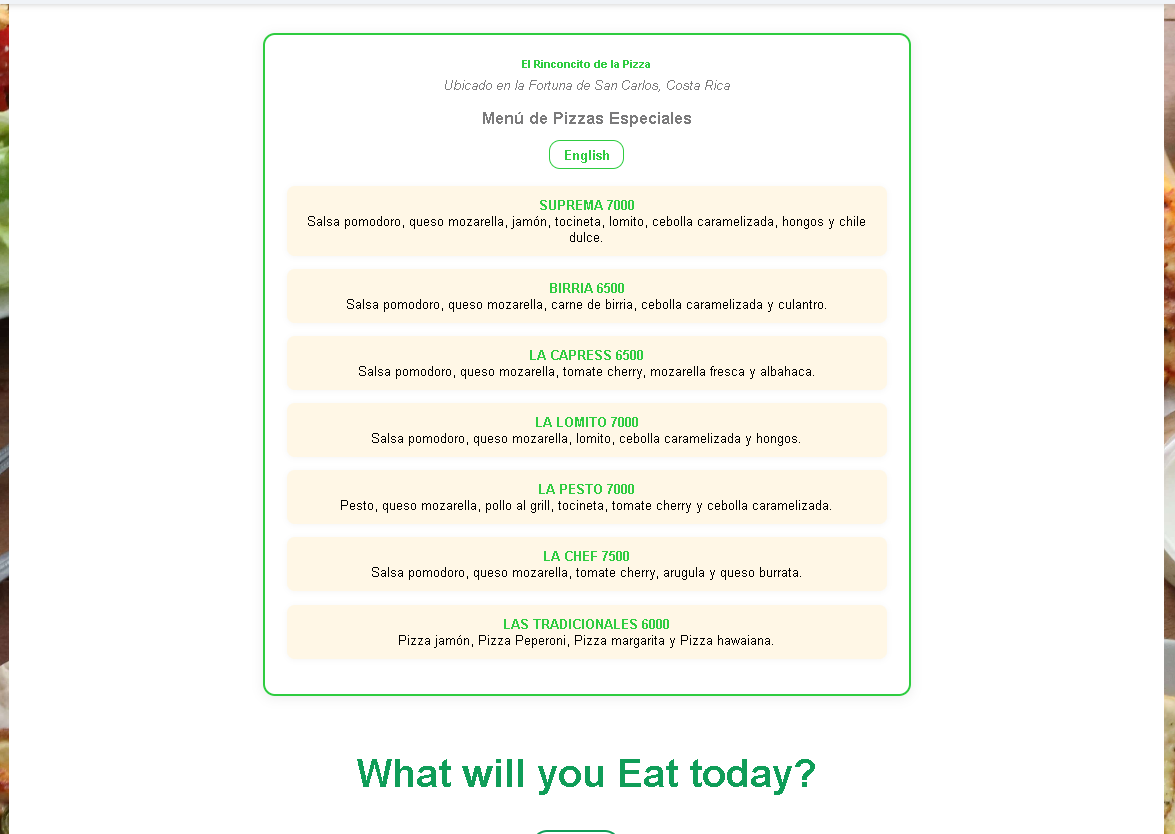 El Rinconcito de la Pizza
Ubicado en la Fortuna de San Carlos, Costa Rica
Menú de Pizzas Especiales
English
SUPREMA 7000
Salsa pomodoro, queso mozarella, jamón, tocineta, lomito, cebolla caramelizada, hongos y chile
dulce.
BIRRIA 6500
Salsa pomodoro, queso mozarella, carne de birria, cebolla caramelizada y culantro.
LA CAPRESS 6500
Salsa pomodoro, queso mozarella, tomate cherry, mozarella fresca y albahaca.
LA LOMITO 7000
Salsa pomodoro, queso mozarella, lomito, cebolla caramelizada y hongos.
LA PESTO 7000
Pesto, queso mozarella, pollo al grill, tocineta, tomate cherry y cebolla caramelizada.
LA CHEF 7500
Salsa pomodoro, queso mozarella, tomate cherry, arugula y queso burrata.
LAS TRADICIONALES 6000
Pizza jamón, Pizza Peperoni, Pizza margarita y Pizza hawaiana.
What will you Eat today?